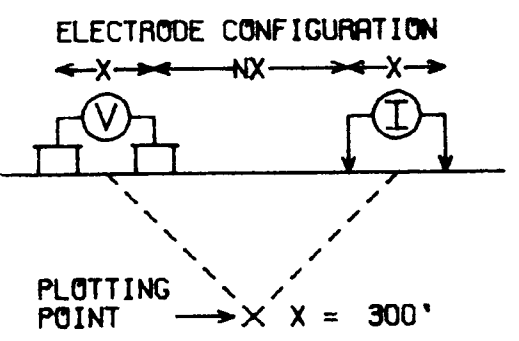 ELECTRODE CONFIGURATION
X NX X
V I
PLOTTING
POINT X X = 300'